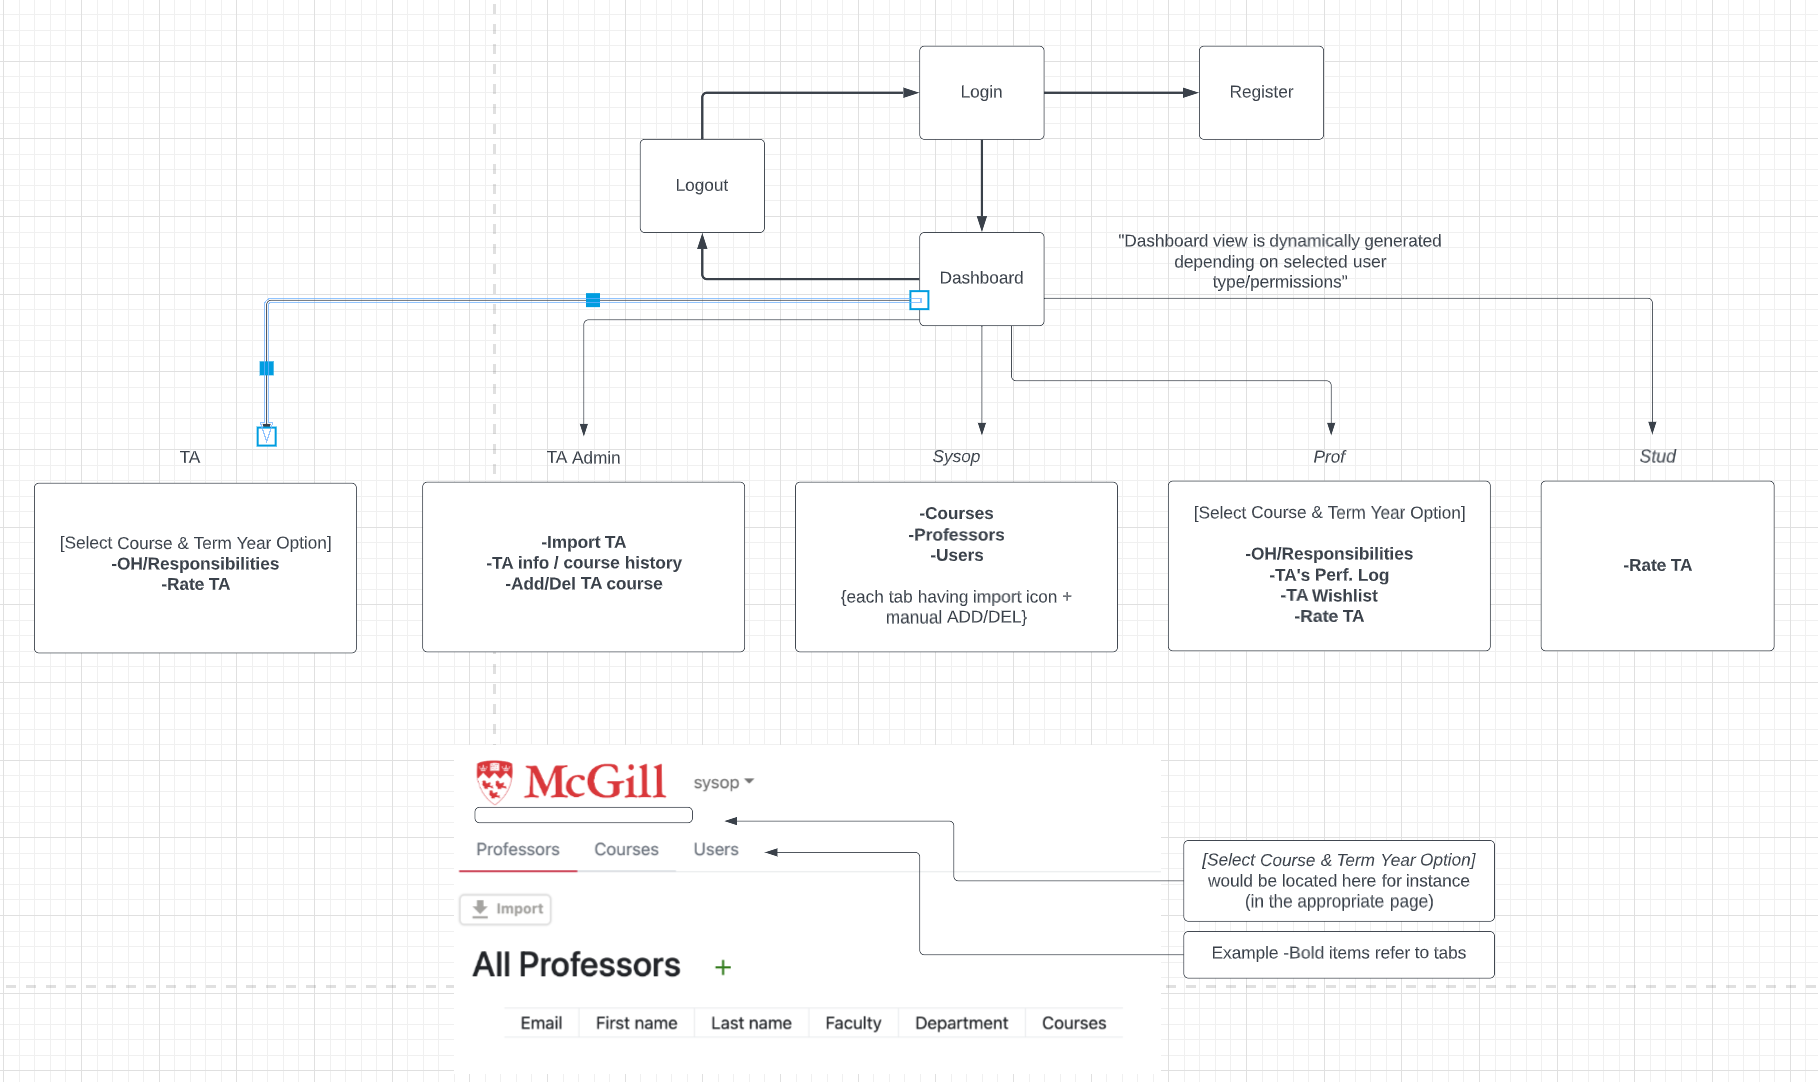 Login
Register
Logout
Dashboard
"Dashboard view is dynamically generated
depending on selected user
type/permissions"
TA
[Select Course & Term Year Option]
-OH/Responsibilities
-Rate TA
TA Admin
-Import TA
-TA info / course history
-Add/Del TA course
Sysop
-Courses
-Professors
-Users
{each tab having import icon +
manual ADD/DEL}
Prof
[Select Course & Term Year Option]
-OH/Responsibilities
-TA's Perf. Log
-TA Wishlist
-Rate TA
Stud
-Rate TA
McGill sysop
Professors Courses Users
Import
All Professors +
Email First name Last name Faculty Department Courses
[Select Course & Term Year Option]
would be located here for instance
(in the appropriate page)
Example -Bold items refer to tabs